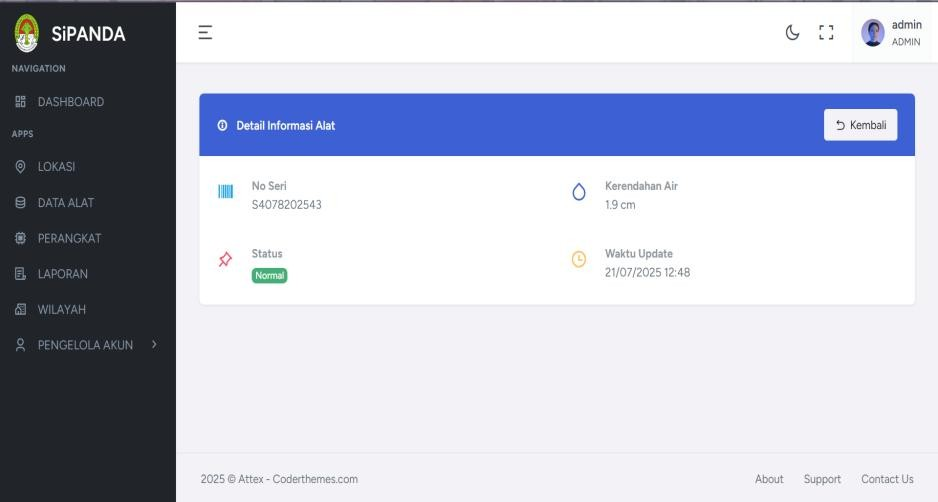 SiPANDA
admin
ADMIN
NAVIGATION
DASHBOARD
APPS
LOKASI
DATA ALAT
PERANGKAT
LAPORAN
WILAYAH
PENGELOLA AKUN
Detail Informasi Alat
Kembali
No Seri
S4078202543
Kerendahan Air
1.9 cm
Status
Normal
Waktu Update
21/07/2025 12:48
2025 © Attex - Coderthemes.com
About Support Contact Us